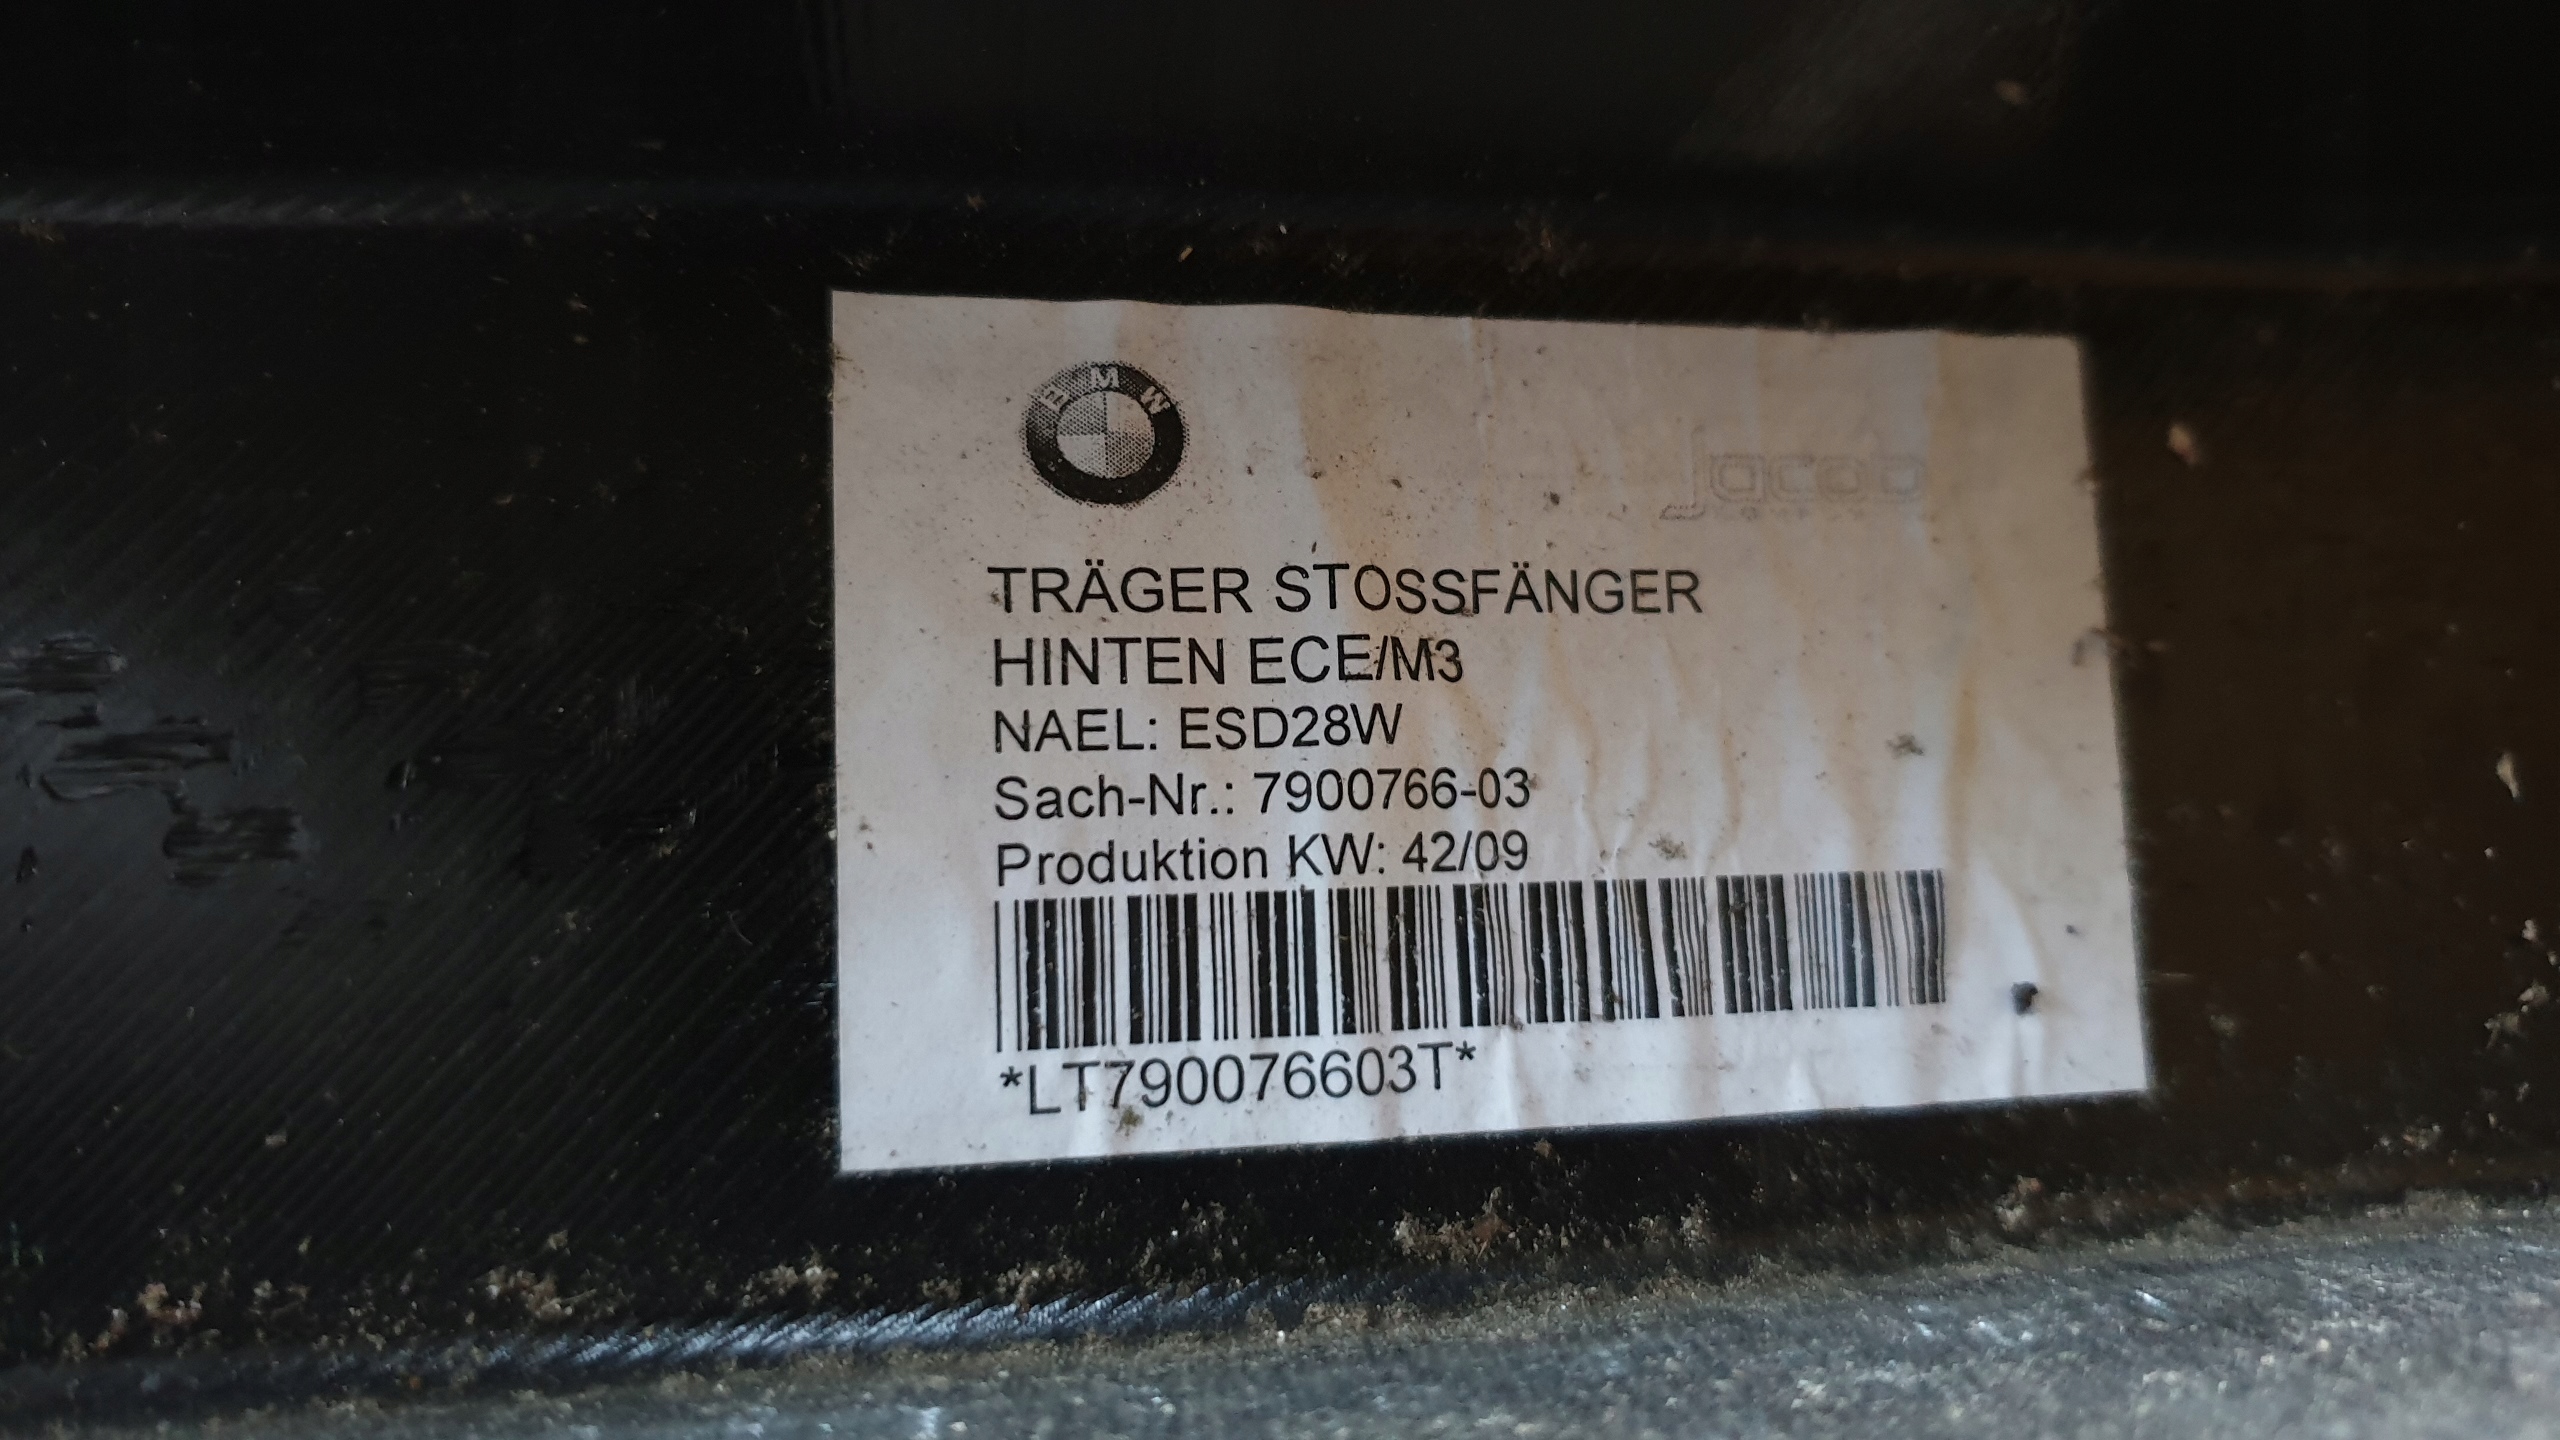 BMW
Jacob
TRÄGER STOSSFÄNGER
HINTEN ECE/M3
NAEL: ESD28W
Sach-Nr.: 7900766-03
Produktion KW: 42/09
*LT790076603T*